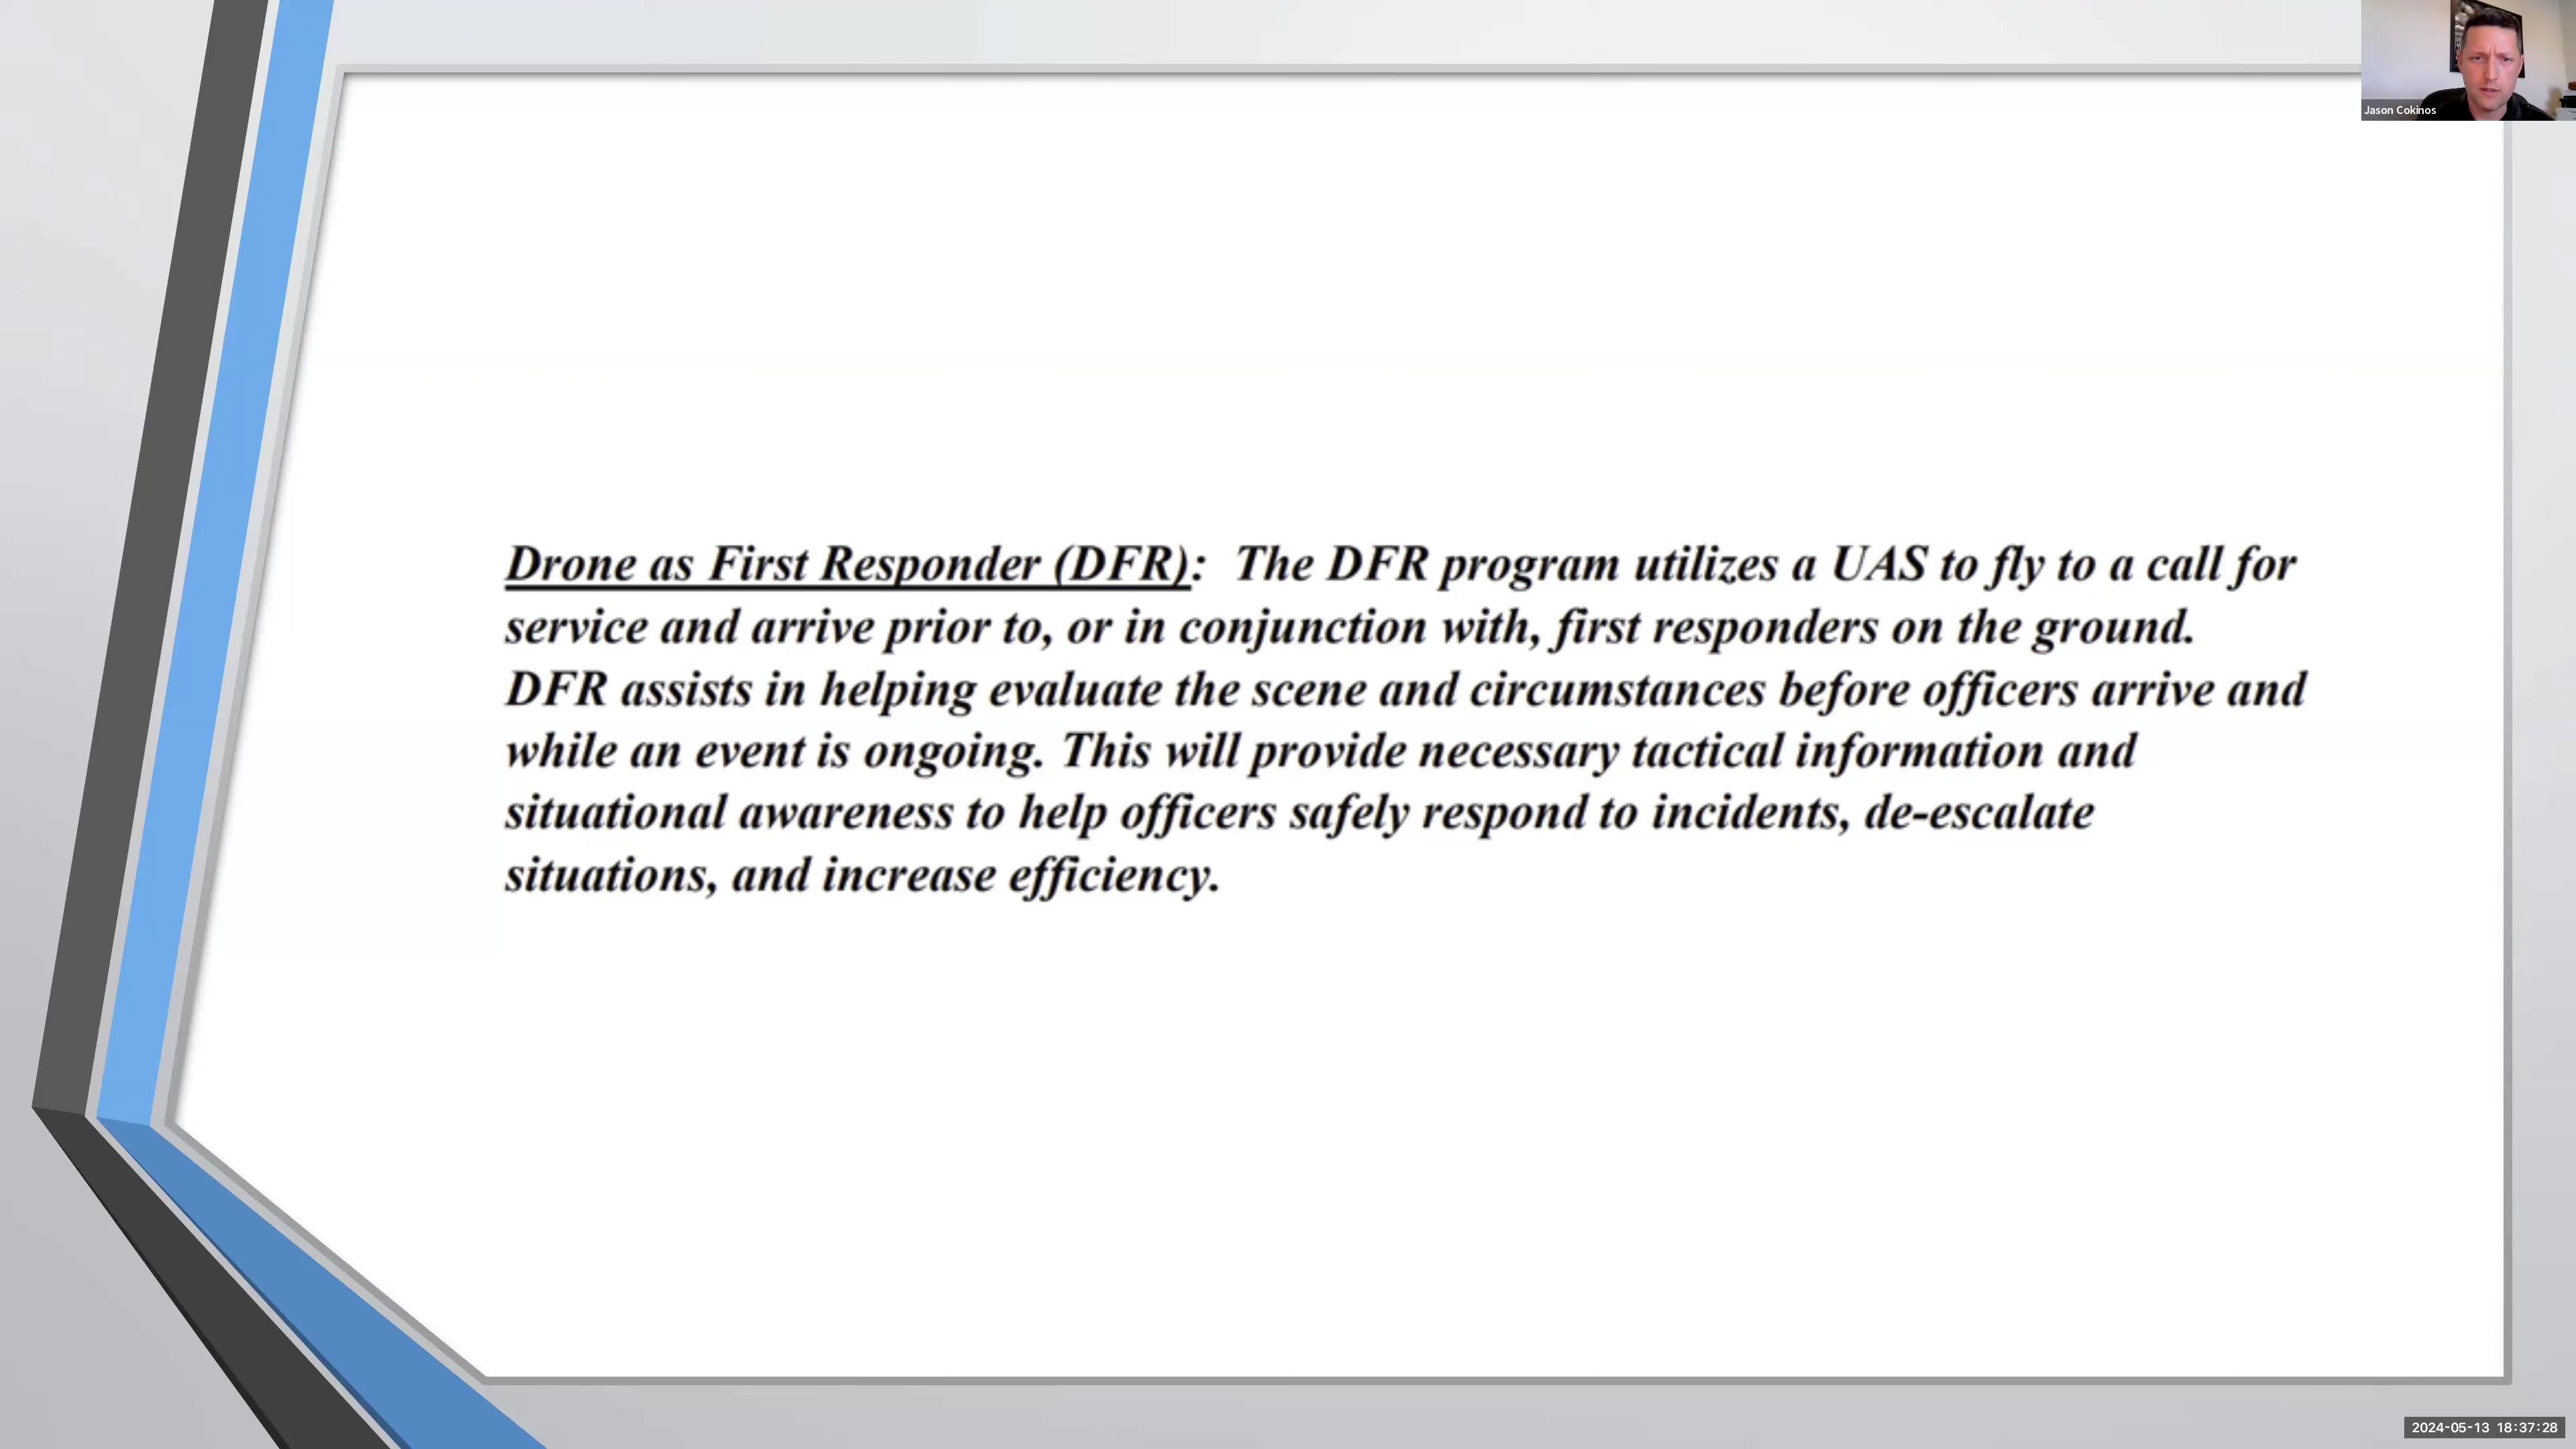 Jason Cokinos
Drone as First Responder (DFR): The DFR program utilizes a UAS to fly to a call for
service and arrive prior to, or in conjunction with, first responders on the ground.
DFR assists in helping evaluate the scene and circumstances before officers arrive and
while an event is ongoing. This will provide necessary tactical information and
situational awareness to help officers safely respond to incidents, de-escalate
situations, and increase efficiency.
2024-05-13 18:37:28